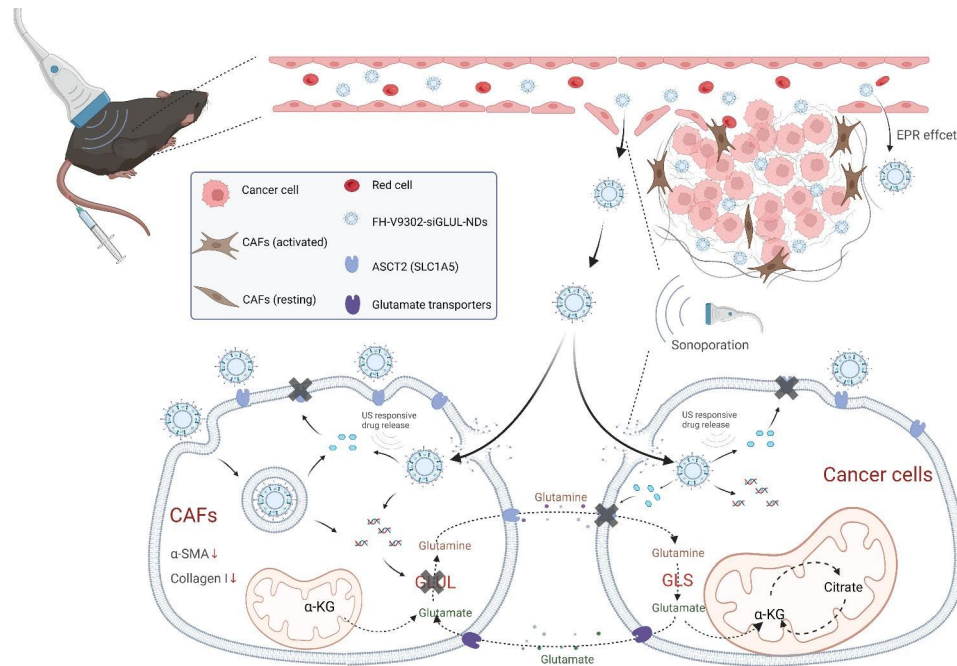 EPR effcet
Cancer cell
Red cell
FH-V9302-siGLUL-NDs
CAFs (activated)
ASCT2 (SLC1A5)
CAFs (resting)
Glutamate transporters
Sonoporation
US responsive
drug release
US responsive
drug release
Cancer cells
CAFs
α-SMA↓
Collagen I↓
Glutamine
Glutamine
Glutamine
GLUL
GLS
α-KG
Glutamate
Glutamate
α-KG
Citrate
Glutamate